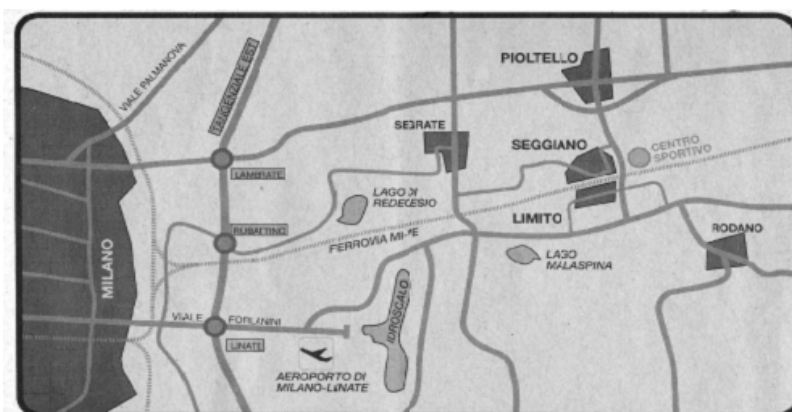 VIALE PALMANOVA
TANGENZIALE EST
PIOLTELLO
SEGRATE
SEGGIANO
CENTRO
SPORTIVO
LAMBRATE
LAGO DI
REDECESIO
LIMITO
RUBATTINO
FERROVIA MI-VE
RODANO
LAGO
MALASPINA
MILANO
IDROSCALO
VIALE FORLANINI
LINATE
AEROPORTO DI
MILANO-LINATE